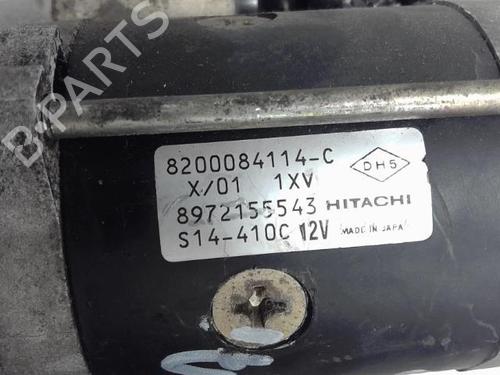 B-PARTS
8200084114-C
X/01 1XV
DHS
8972155543 HITACHI
S14-410C 12V MADE IN JAPAN